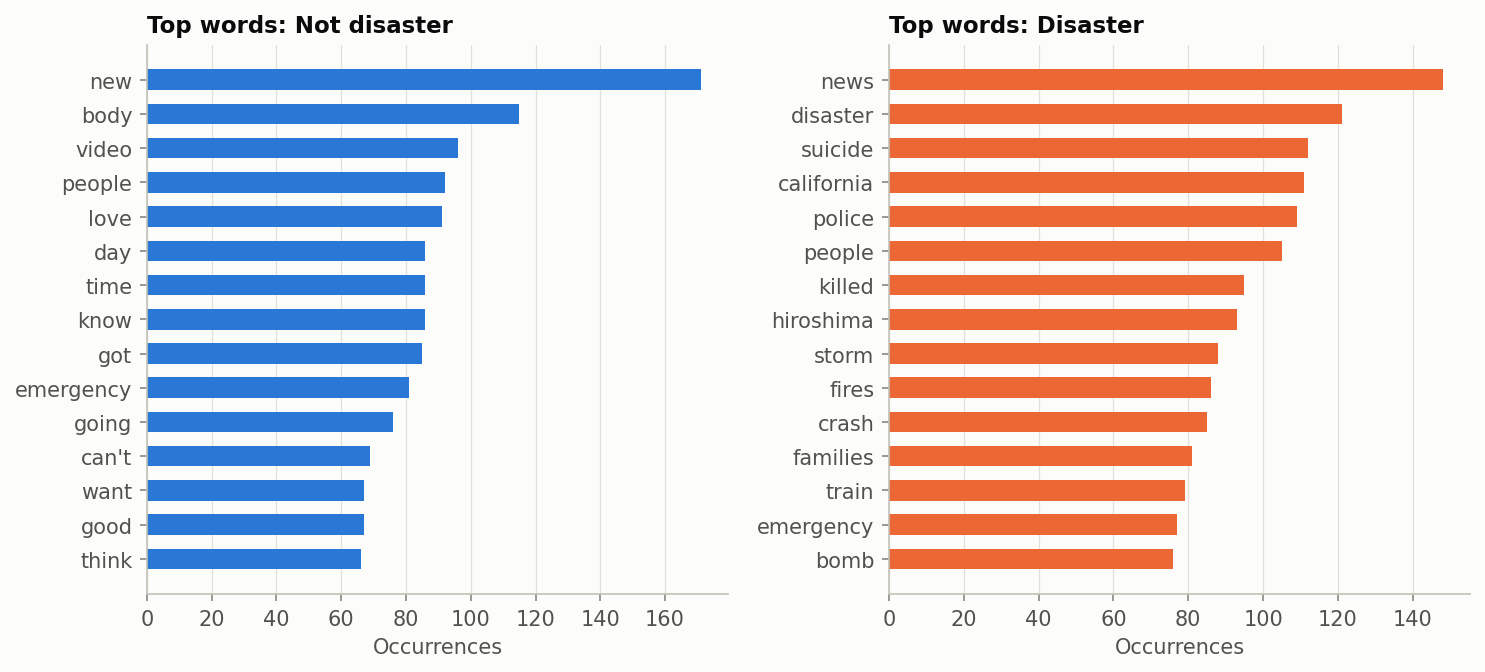 Top words: Not disaster
new
body
video
people
love
day
time
know
got
emergency
going
can't
want
good
think
0 20 40 60 80 100 120 140 160
Occurrences
Top words: Disaster
news
disaster
suicide
california
police
people
killed
hiroshima
storm
fires
crash
families
train
emergency
bomb
0 20 40 60 80 100 120 140
Occurrences